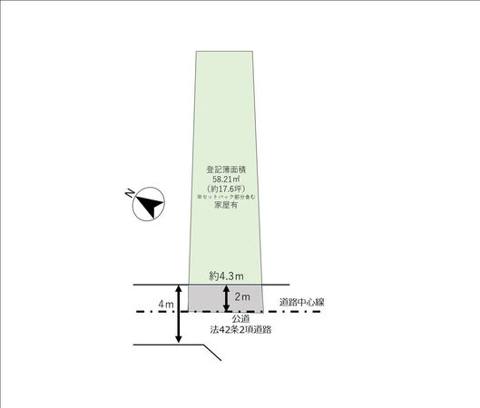 登記簿面積
58.21㎡
(約17.6坪)
※セットバック部分含む
家屋有
N
約4.3m
2m
4m
道路中心線
公道
法42条2項道路